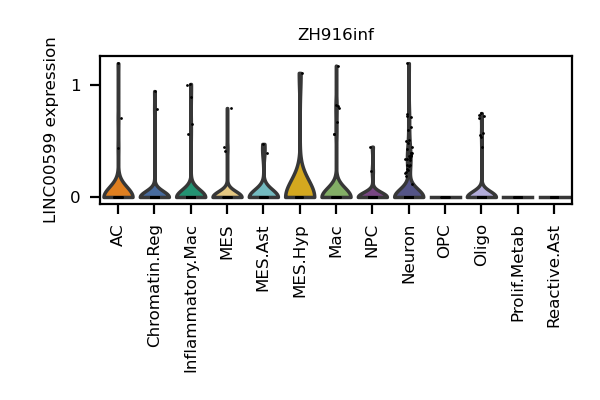 ZH916inf
LINC00599 expression
1
0
AC
Chromatin.Reg
Inflammatory.Mac
MES
MES.Ast
MES.Hyp
Mac
NPC
Neuron
OPC
Oligo
Prolif.Metab
Reactive.Ast